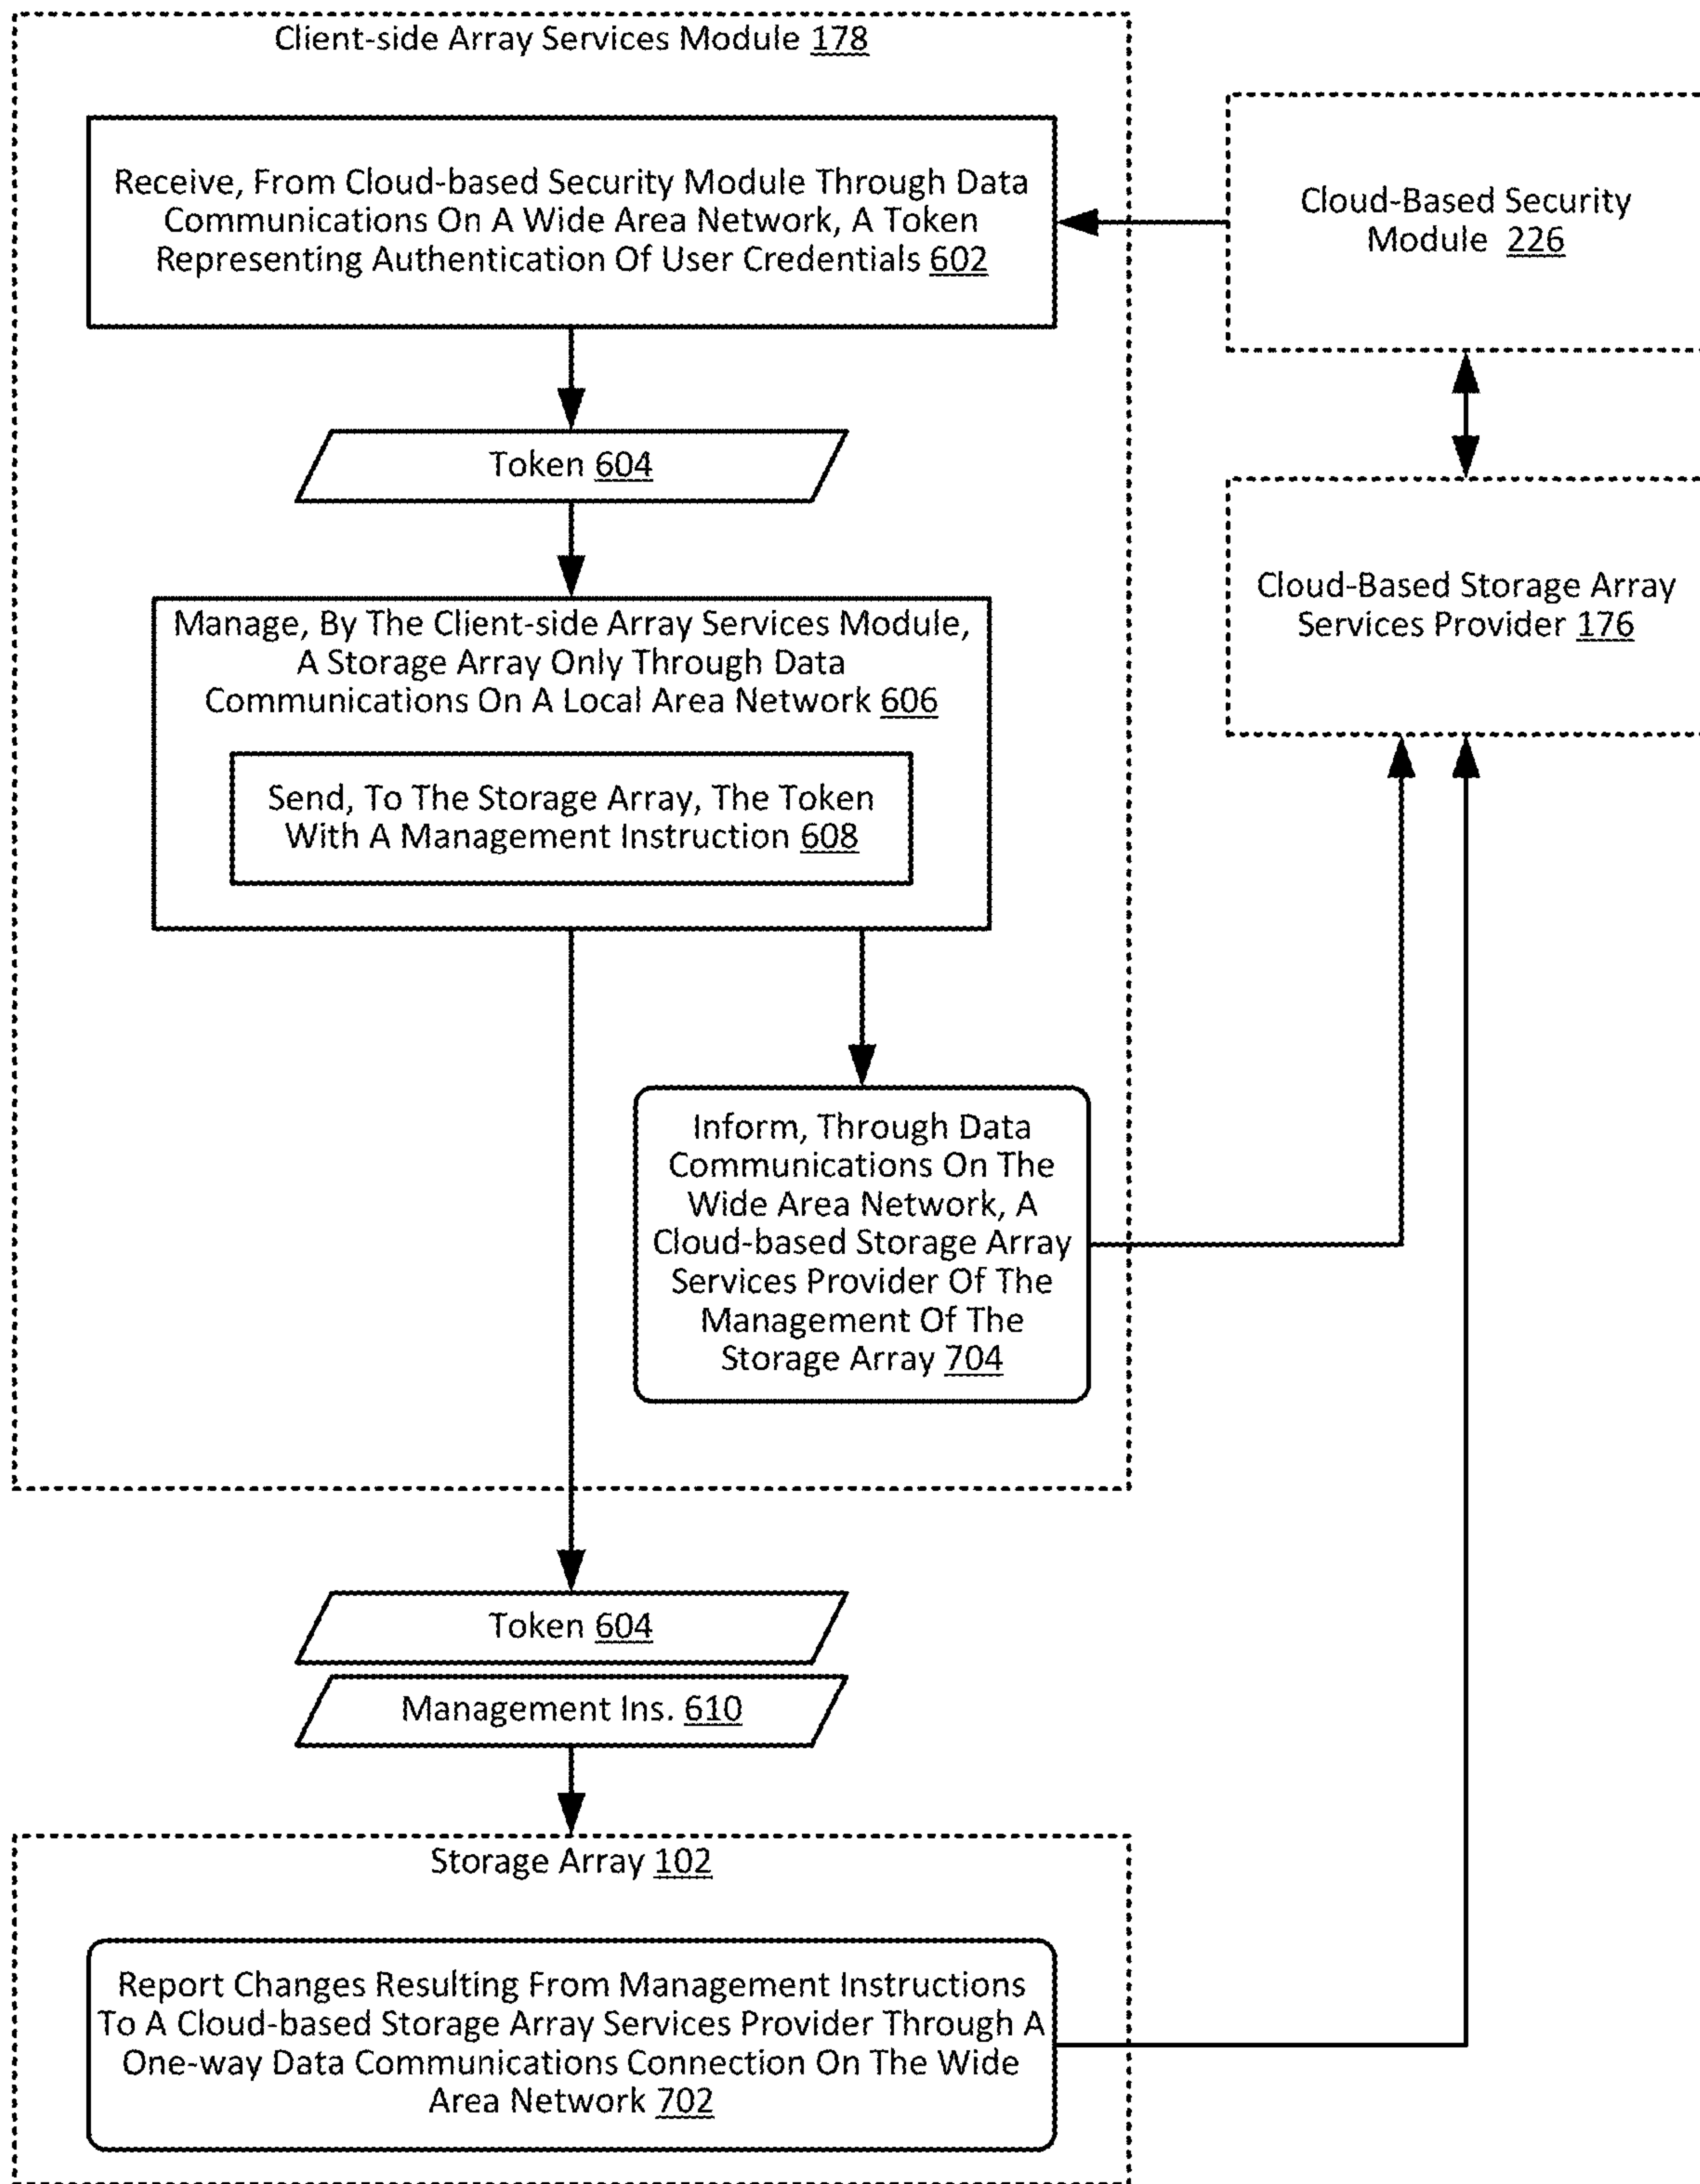 Client-side Array Services Module 178
Receive, From Cloud-based Security Module Through Data
Communications On A Wide Area Network, A Token
Representing Authentication Of User Credentials 602
Cloud-Based Security
Module 226
Token 604
Cloud-Based Storage Array
Services Provider 176
Manage, By The Client-side Array Services Module,
A Storage Array Only Through Data
Communications On A Local Area Network 606
Send, To The Storage Array, The Token
With A Management Instruction 608
Inform, Through Data
Communications On The
Wide Area Network, A
Cloud-based Storage Array
Services Provider Of The
Management Of The
Storage Array 704
Token 604
Management Ins. 610
Storage Array 102
Report Changes Resulting From Management Instructions
To A Cloud-based Storage Array Services Provider Through A
One-way Data Communications Connection On The Wide
Area Network 702